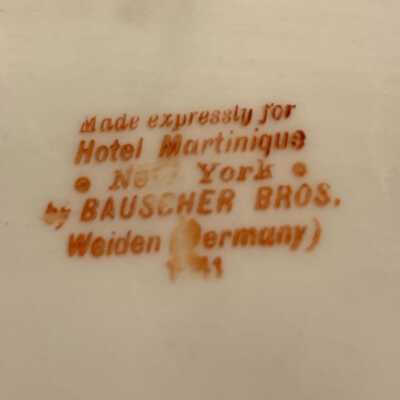 Made expressly for
Hotel Martinique
• New York •
by BAUSCHER BROS.
Weiden (Germany)